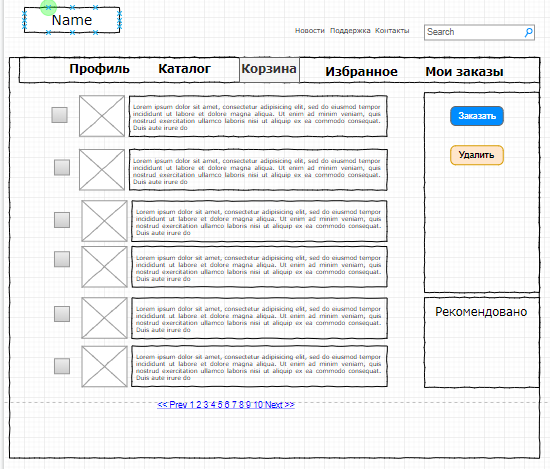 Name
Новости Поддержка Контакты
Search
Профиль Каталог Корзина Избранное Мои заказы
Lorem ipsum dolor sit amet, consectetur adipisicing elit, sed do eiusmod tempor
incididunt ut labore et dolore magna aliqua. Ut enim ad minim veniam, quis
nostrud exercitation ullamco laboris nisi ut aliquip ex ea commodo consequat.
Duis aute irure do
Заказать
Lorem ipsum dolor sit amet, consectetur adipisicing elit, sed do eiusmod tempor
incididunt ut labore et dolore magna aliqua. Ut enim ad minim veniam, quis
nostrud exercitation ullamco laboris nisi ut aliquip ex ea commodo consequat.
Duis aute irure do
Удалить
Lorem ipsum dolor sit amet, consectetur adipisicing elit, sed do eiusmod tempor
incididunt ut labore et dolore magna aliqua. Ut enim ad minim veniam, quis
nostrud exercitation ullamco laboris nisi ut aliquip ex ea commodo consequat.
Duis aute irure do
Lorem ipsum dolor sit amet, consectetur adipisicing elit, sed do eiusmod tempor
incididunt ut labore et dolore magna aliqua. Ut enim ad minim veniam, quis
nostrud exercitation ullamco laboris nisi ut aliquip ex ea commodo consequat.
Duis aute irure do
Lorem ipsum dolor sit amet, consectetur adipisicing elit, sed do eiusmod tempor
incididunt ut labore et dolore magna aliqua. Ut enim ad minim veniam, quis
nostrud exercitation ullamco laboris nisi ut aliquip ex ea commodo consequat.
Duis aute irure do
Рекомендовано
Lorem ipsum dolor sit amet, consectetur adipisicing elit, sed do eiusmod tempor
incididunt ut labore et dolore magna aliqua. Ut enim ad minim veniam, quis
nostrud exercitation ullamco laboris nisi ut aliquip ex ea commodo consequat.
Duis aute irure do
<< Prev 1 2 3 4 5 6 7 8 9 10 Next >>